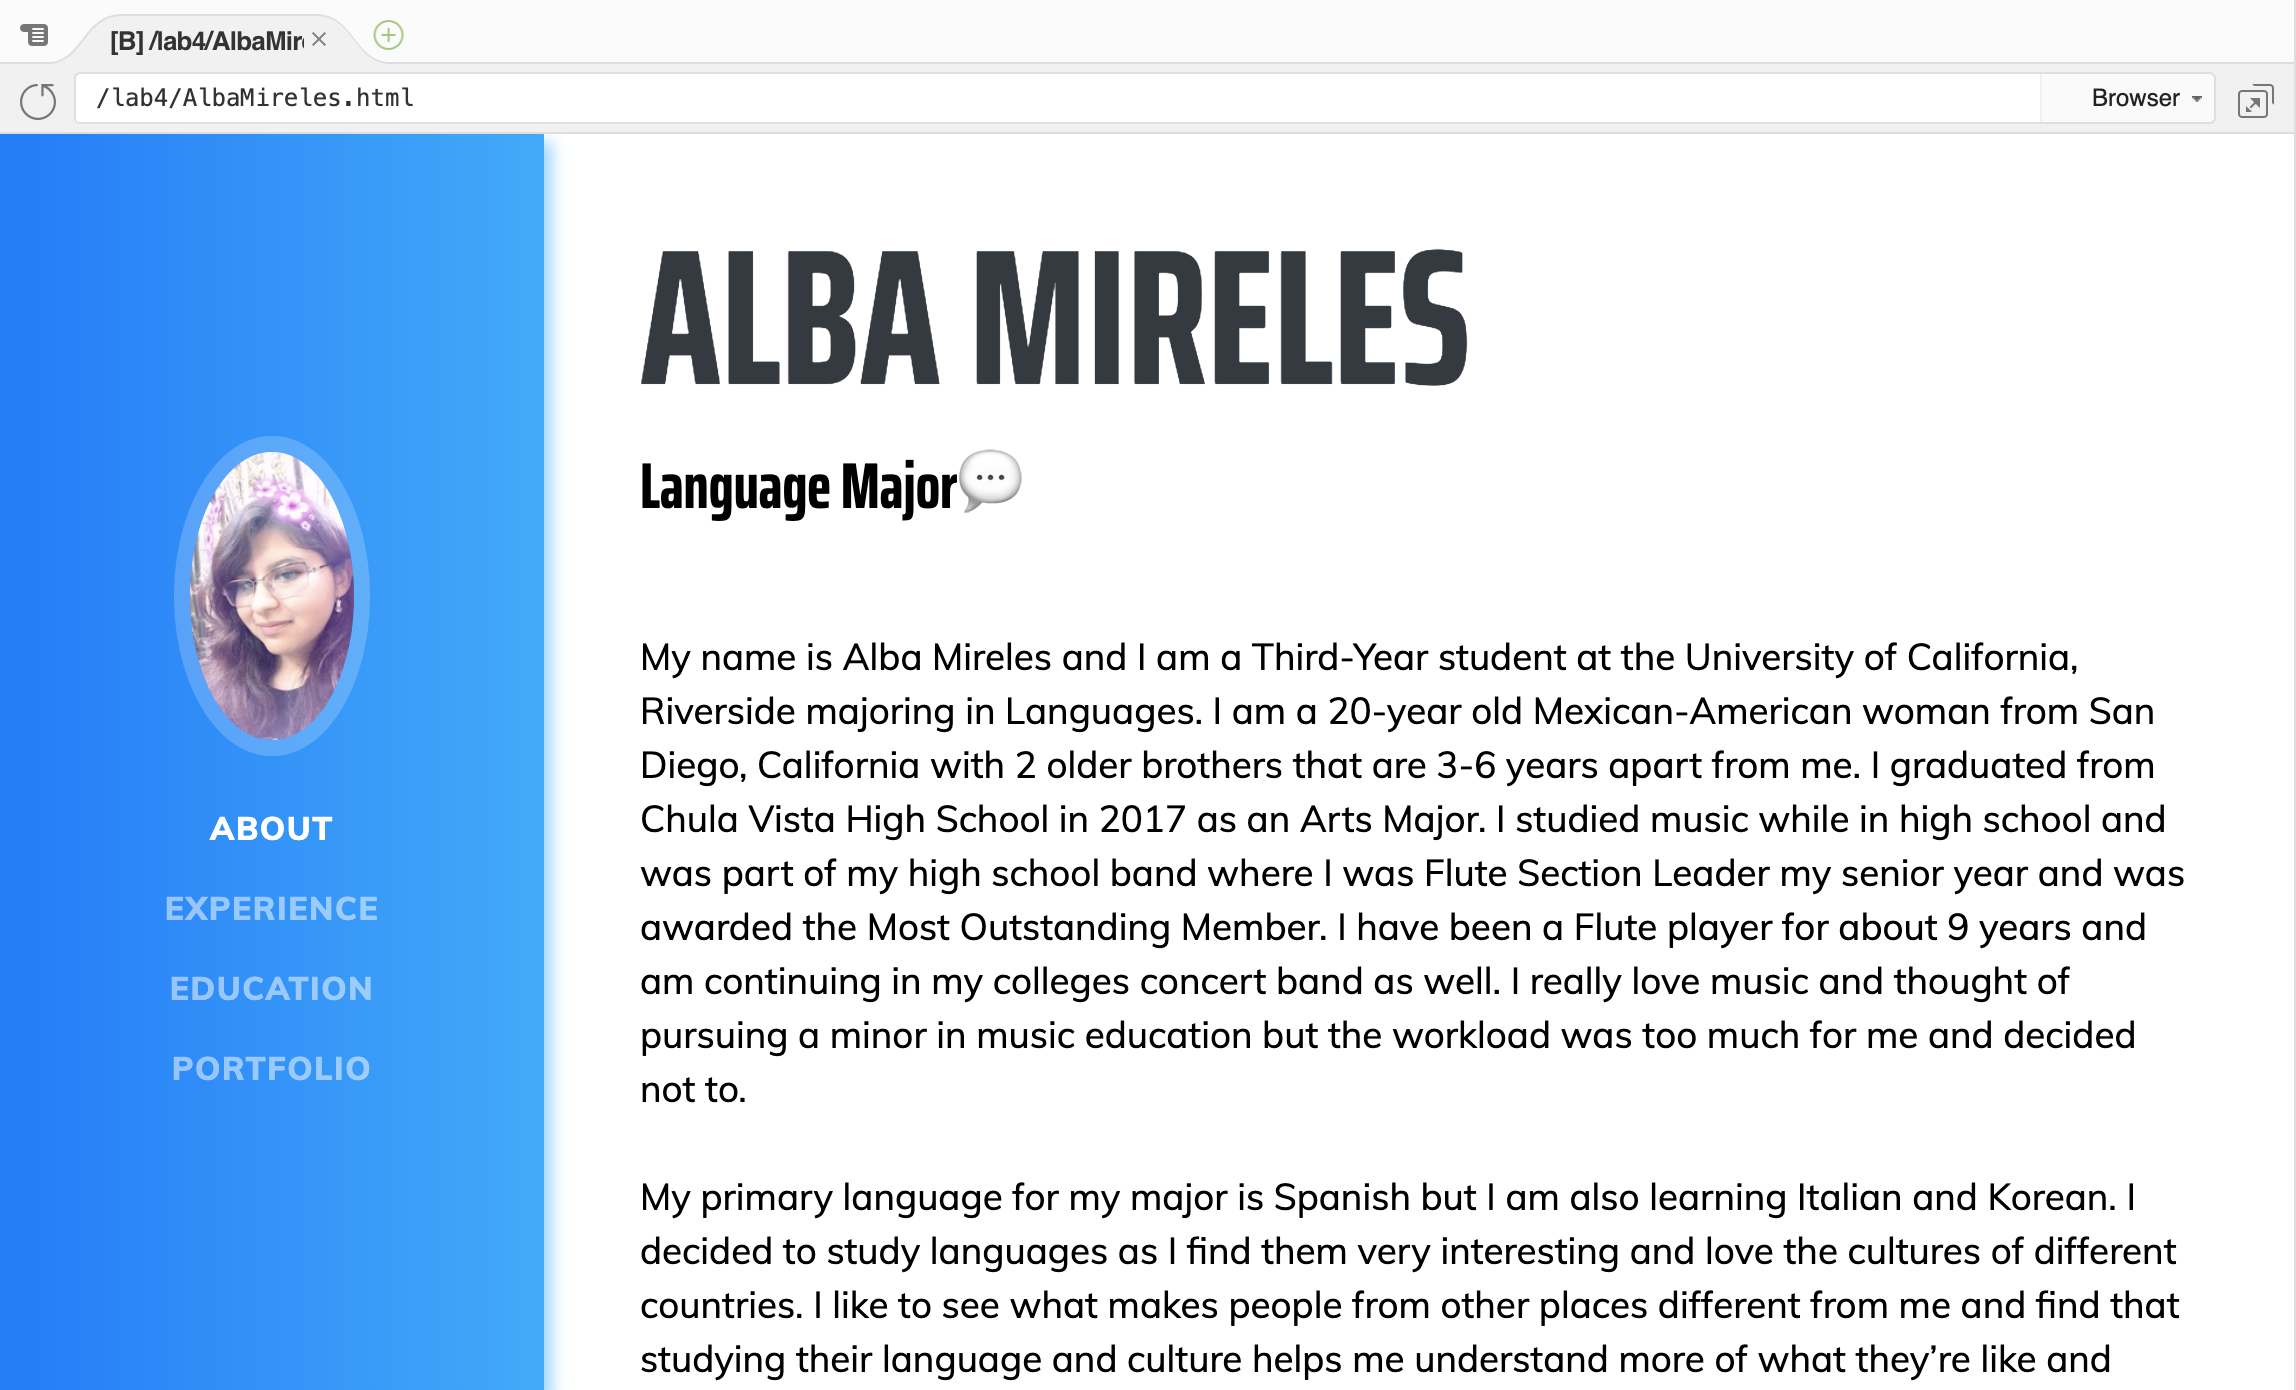 [B] /lab4/AlbaMir
/lab4/AlbaMireles.html
Browser
ABOUT
EXPERIENCE
EDUCATION
PORTFOLIO
ALBA MIRELES
Language Major
My name is Alba Mireles and I am a Third-Year student at the University of California,
Riverside majoring in Languages. I am a 20-year old Mexican-American woman from San
Diego, California with 2 older brothers that are 3-6 years apart from me. I graduated from
Chula Vista High School in 2017 as an Arts Major. I studied music while in high school and
was part of my high school band where I was Flute Section Leader my senior year and was
awarded the Most Outstanding Member. I have been a Flute player for about 9 years and
am continuing in my colleges concert band as well. I really love music and thought of
pursuing a minor in music education but the workload was too much for me and decided
not to.
My primary language for my major is Spanish but I am also learning Italian and Korean. I
decided to study languages as I find them very interesting and love the cultures of different
countries. I like to see what makes people from other places different from me and find that
studying their language and culture helps me understand more of what they’re like and